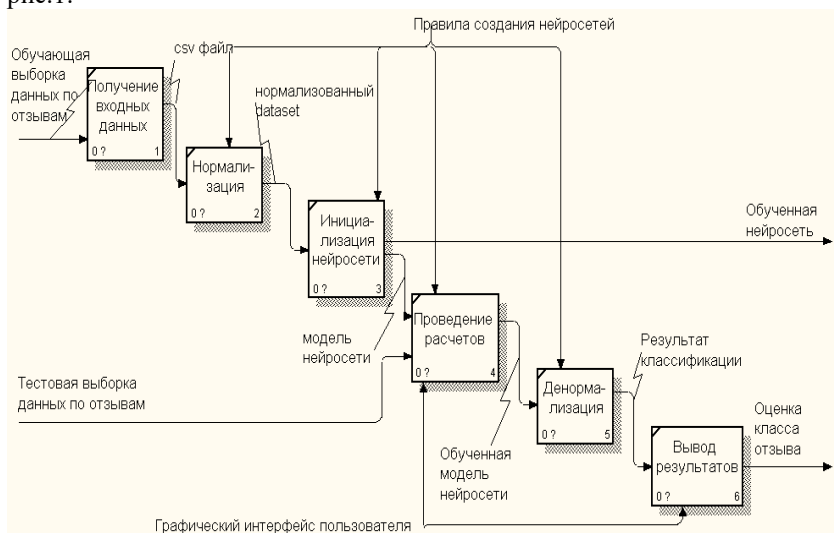 рис.1.
Правила создания нейросетей
Обучающая
выборка
данных по
отзывам
csv файл
Получение
входных
данных
0 ?
1
нормализованный
dataset
Нормали-
зация
0 ?
2
Инициа-
лизация
нейросети
0 ?
3
Обученная
нейросеть
модель
нейросети
Проведение
расчетов
0 ?
4
Тестовая выборка
данных по отзывам
Результат
классификации
Денорма-
лизация
0 ?
5
Обученная
модель
нейросети
Вывод
результатов
0 ?
6
Оценка
класса
отзыва
Графический интерфейс пользователя